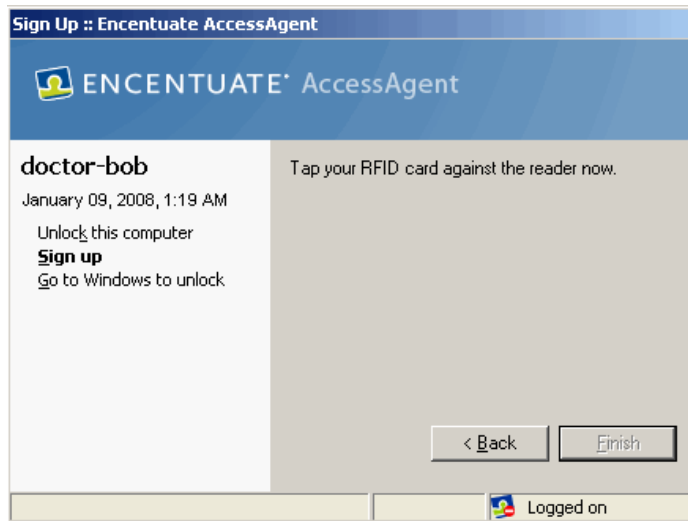 Sign Up :: Encentuate AccessAgent
ENCENTUATE® AccessAgent
doctor-bob
January 09, 2008, 1:19 AM
Unlock this computer
Sign up
Go to Windows to unlock
Tap your RFID card against the reader now.
< Back
Finish
Logged on